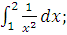 ∫₁² 1/x² dx;